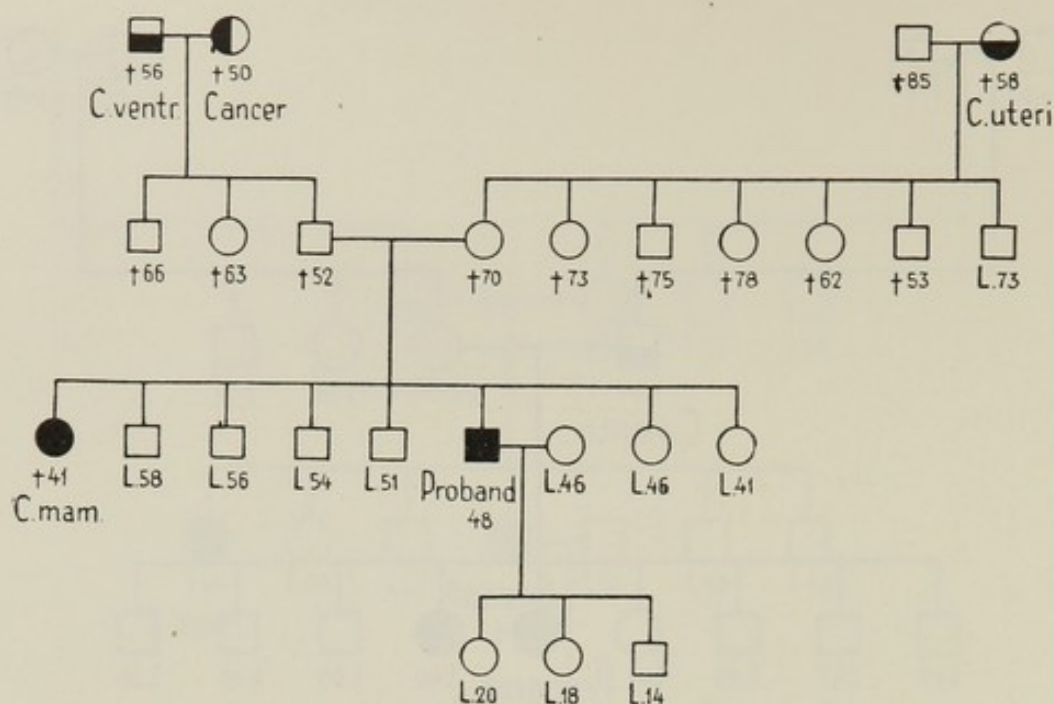 †56 †50 †85 †58
C.ventr. Cancer C.uteri
†66 †63 †52 †70 †73 †75 †78 †62 †53 L.73
†41 L.58 L.56 L.54 L.51 Proband L.46 L.46 L.41
C.mam. 48
L.20 L.18 L.14